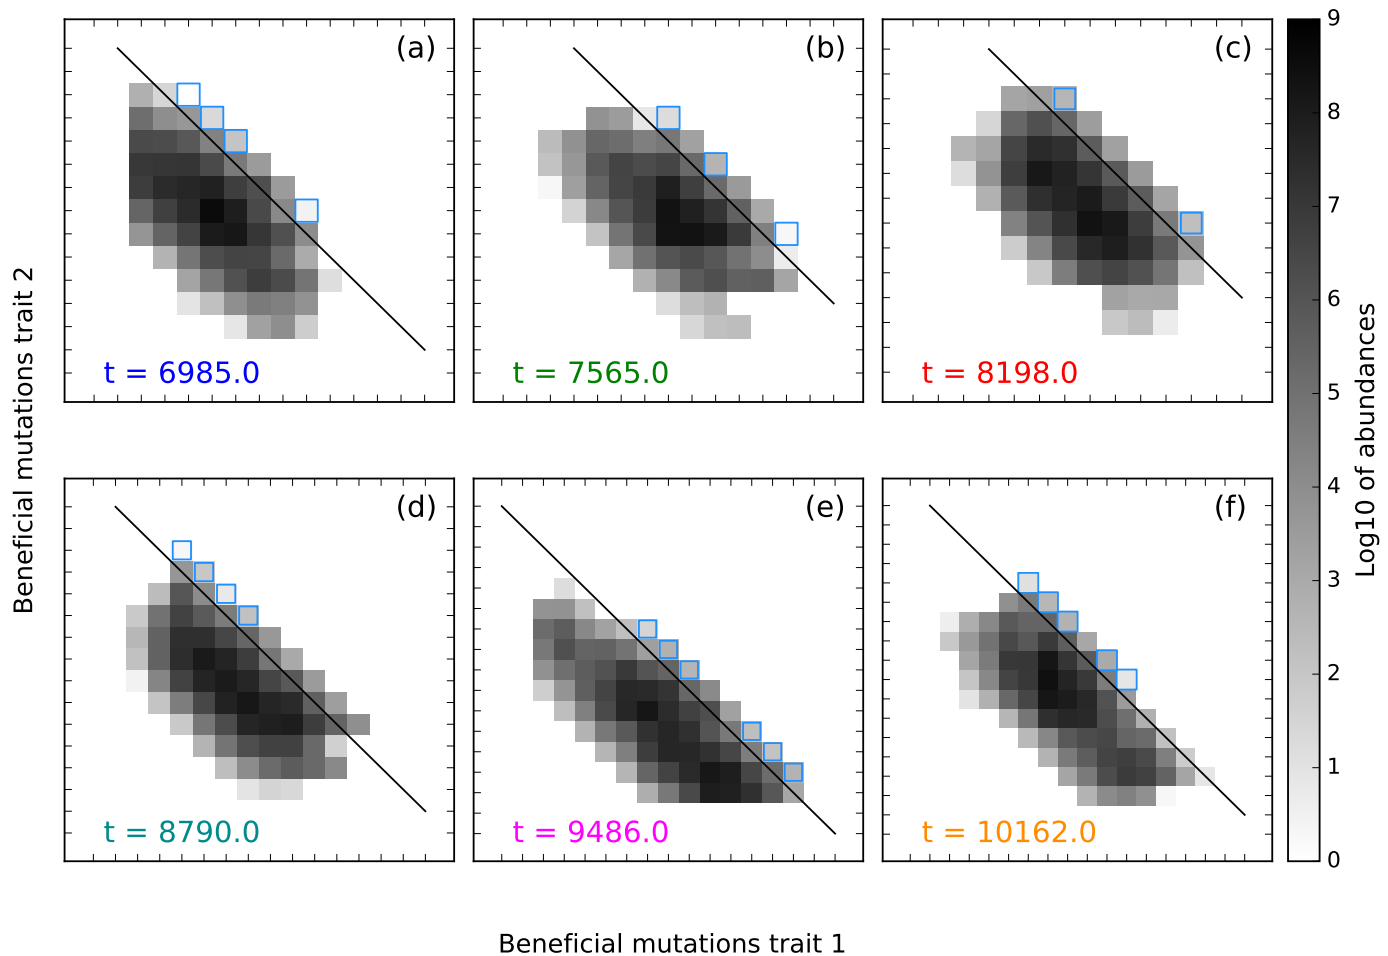 (a)
(b)
(c)
t = 6985.0
t = 7565.0
t = 8198.0
(d)
(e)
(f)
t = 8790.0
t = 9486.0
t = 10162.0
Beneficial mutations trait 2
Beneficial mutations trait 1
9
8
7
6
5
4
3
2
1
0
Log10 of abundances